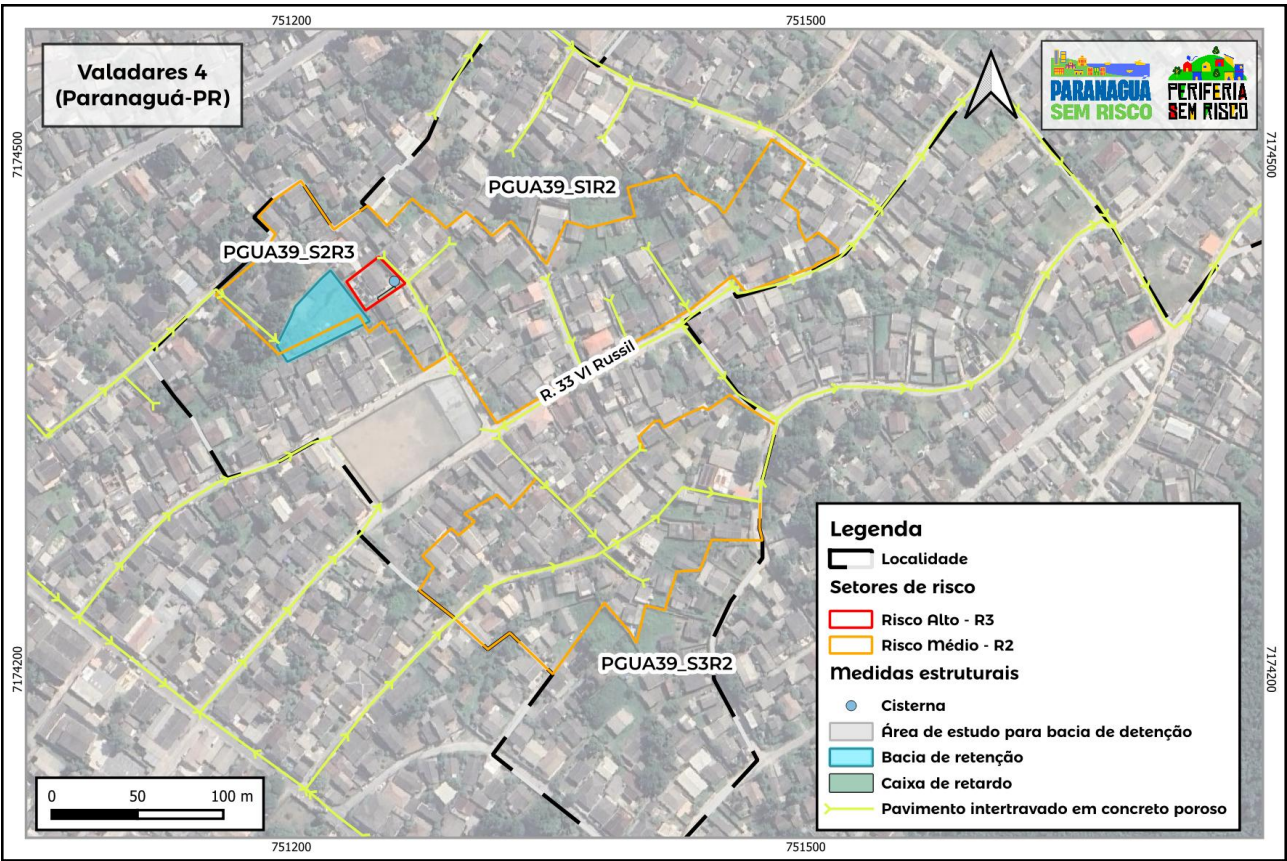 751200
751500
Valadares 4
(Paranaguá-PR)
PARANAGUÁ
SEM RISCO
PERIFERIA
SEM RISCO
7174500
7174500
PGUA39_S1R2
PGUA39_S2R3
R. 33 VI Russil
PGUA39_S3R2
7174200
7174200
Legenda
Localidade
Setores de risco
Risco Alto - R3
Risco Médio - R2
Medidas estruturais
Cisterna
Área de estudo para bacia de detenção
Bacia de retenção
Caixa de retardo
Pavimento intertravado em concreto poroso
0 50 100 m
751200
751500